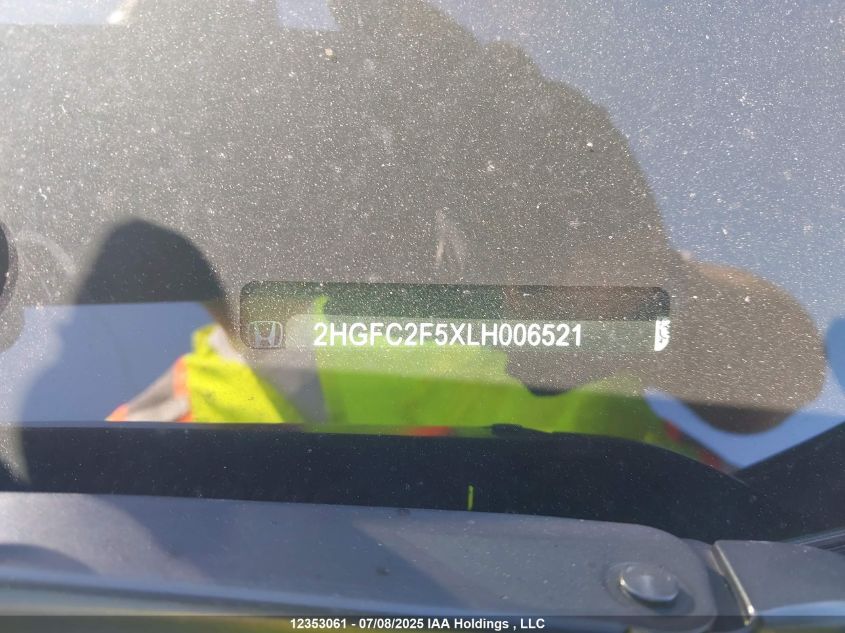 2HGFC2F5XLH006521
12353061 - 07/08/2025 IAA Holdings , LLC